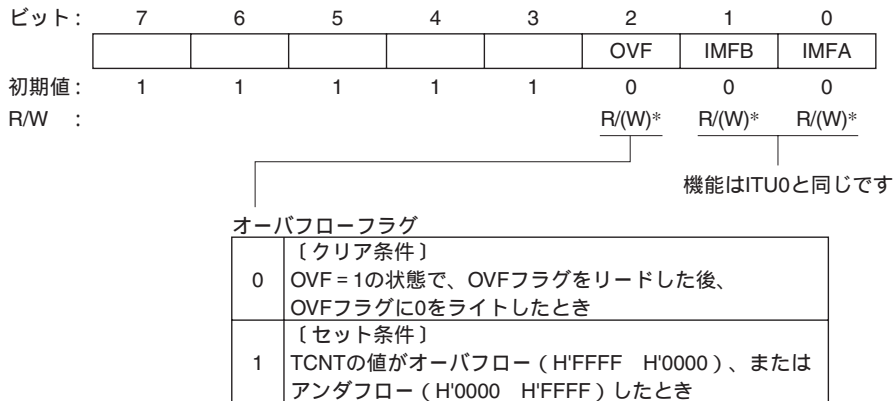 ビット: 7 6 5 4 3 2 1 0
OVF IMFB IMFA
初期値: 1 1 1 1 1 0 0 0
R/W : R/(W)* R/(W)* R/(W)*
機能はITU0と同じです
オーバフローフラグ
0 〔クリア条件〕
OVF=1の状態で、OVFフラグをリードした後、
OVFフラグに0をライトしたとき
1 〔セット条件〕
TCNTの値がオーバフロー(H'FFFF H'0000)、または
アンダフロー(H'0000 H'FFFF)したとき